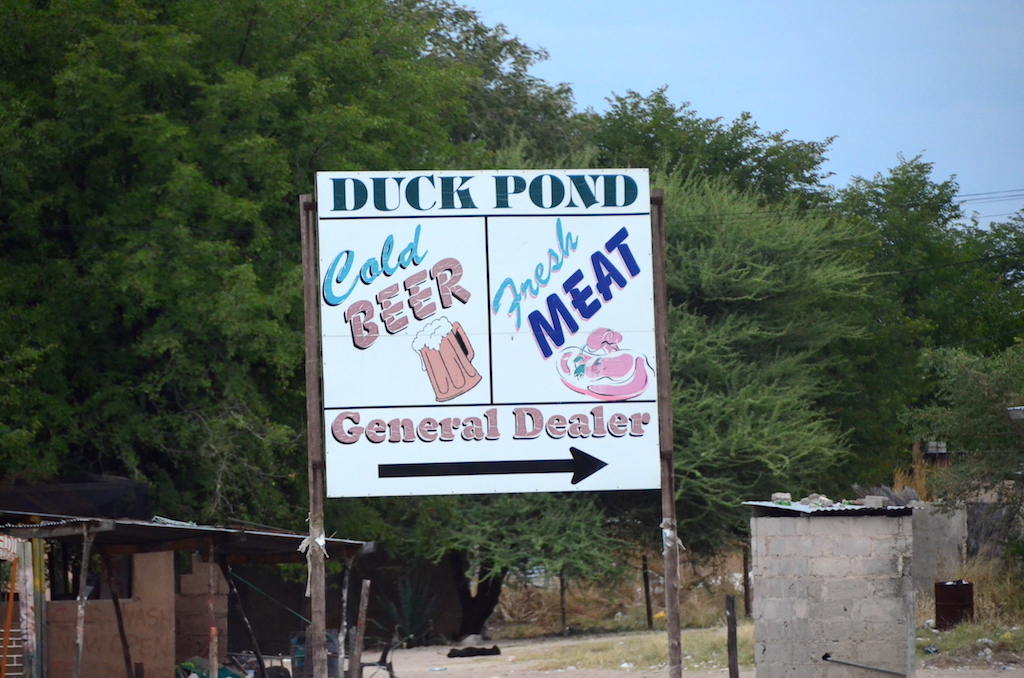 DUCK POND
Cold
BEER
Fresh
MEAT
General Dealer